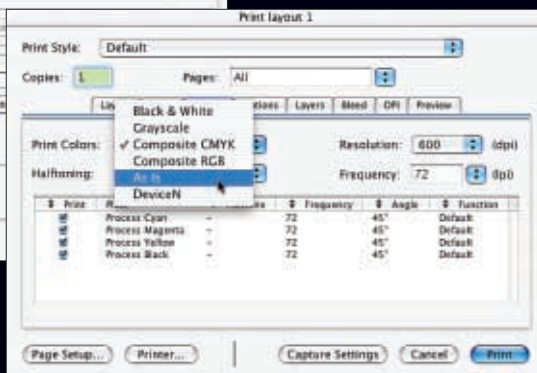 Print layout 1
Print Style: Default
Copies: 1 Pages: All
Layers Bleed OPI Preview
Black & White
Grayscale
Print Colors: ✓ Composite CMYK Resolution: 600 (dpi)
Composite RGB
Halftoning: As Is Frequency: 72 (lpi)
DeviceN
Print Frequency Angle Function
Process Cyan – 72 45° Default
Process Magenta – 72 45° Default
Process Yellow – 72 45° Default
Process Black – 72 45° Default
Page Setup... Printer... Capture Settings Cancel Print